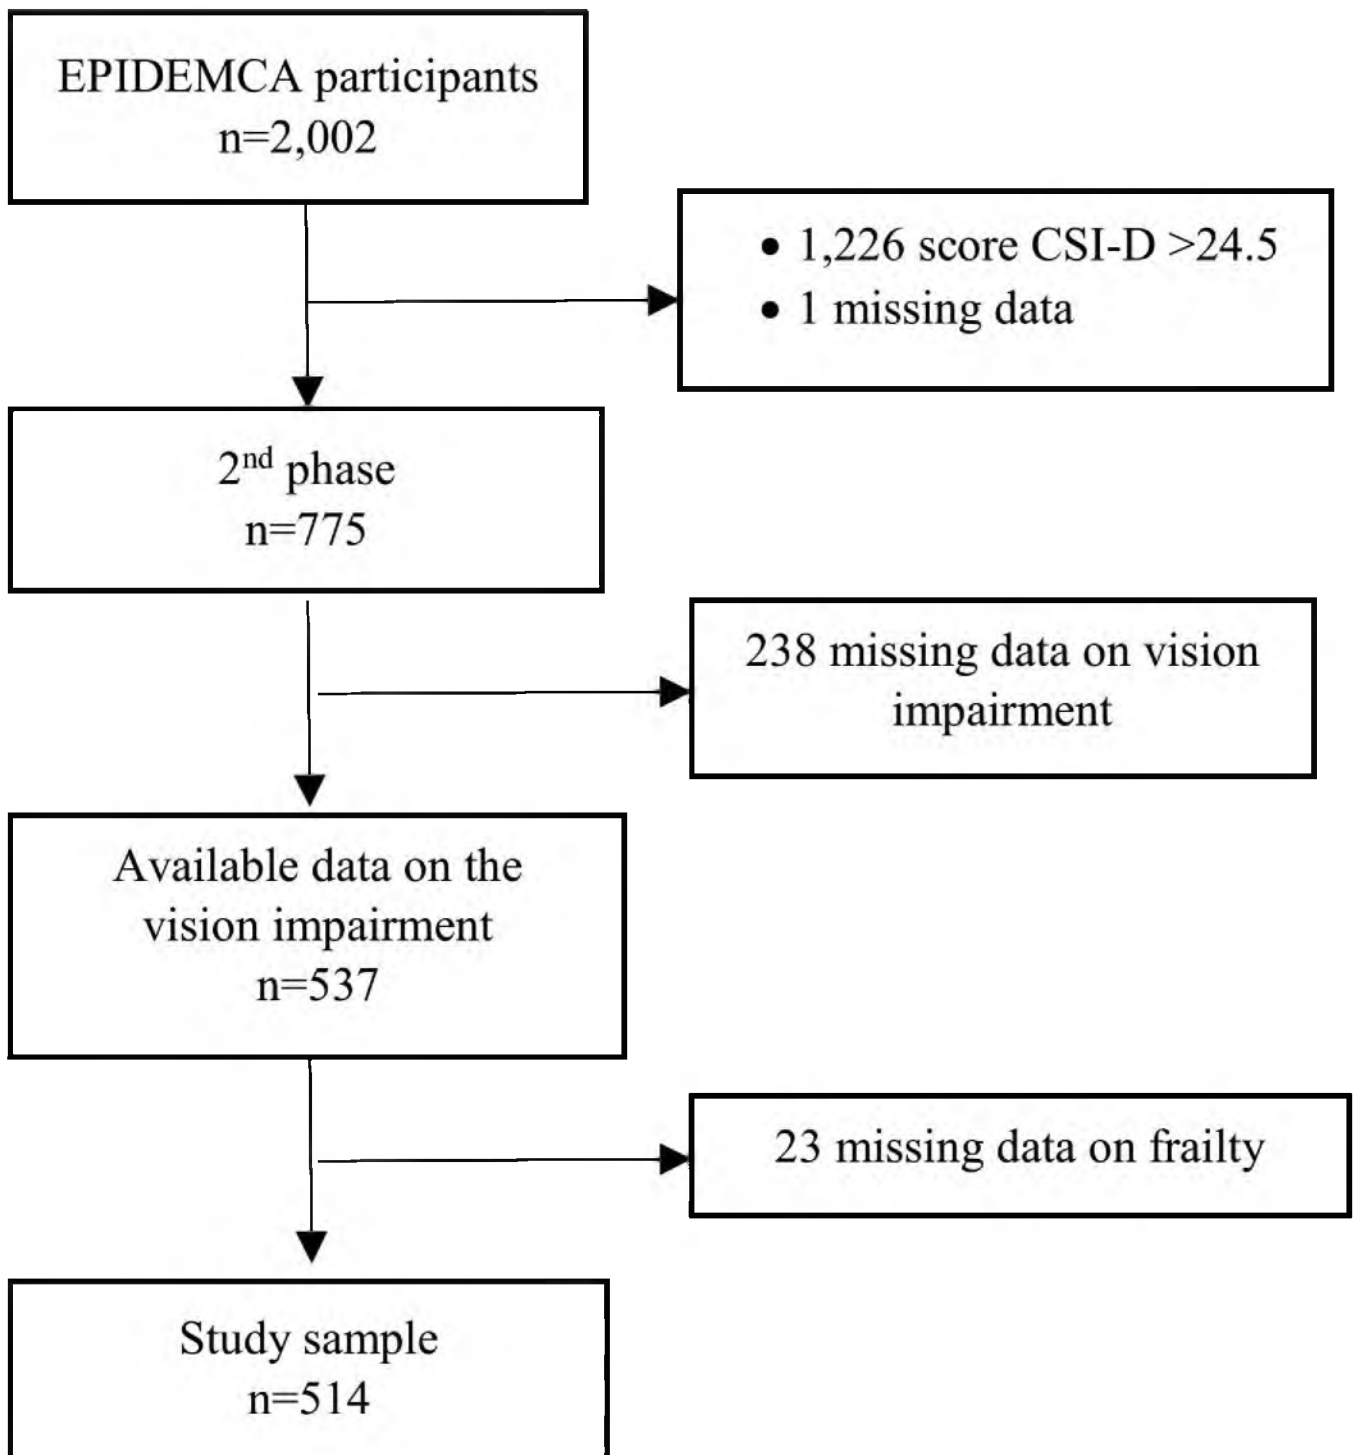 EPIDEMCA participants
n=2,002
• 1,226 score CSI-D >24.5
• 1 missing data
2nd phase
n=775
238 missing data on vision
impairment
Available data on the
vision impairment
n=537
23 missing data on frailty
Study sample
n=514